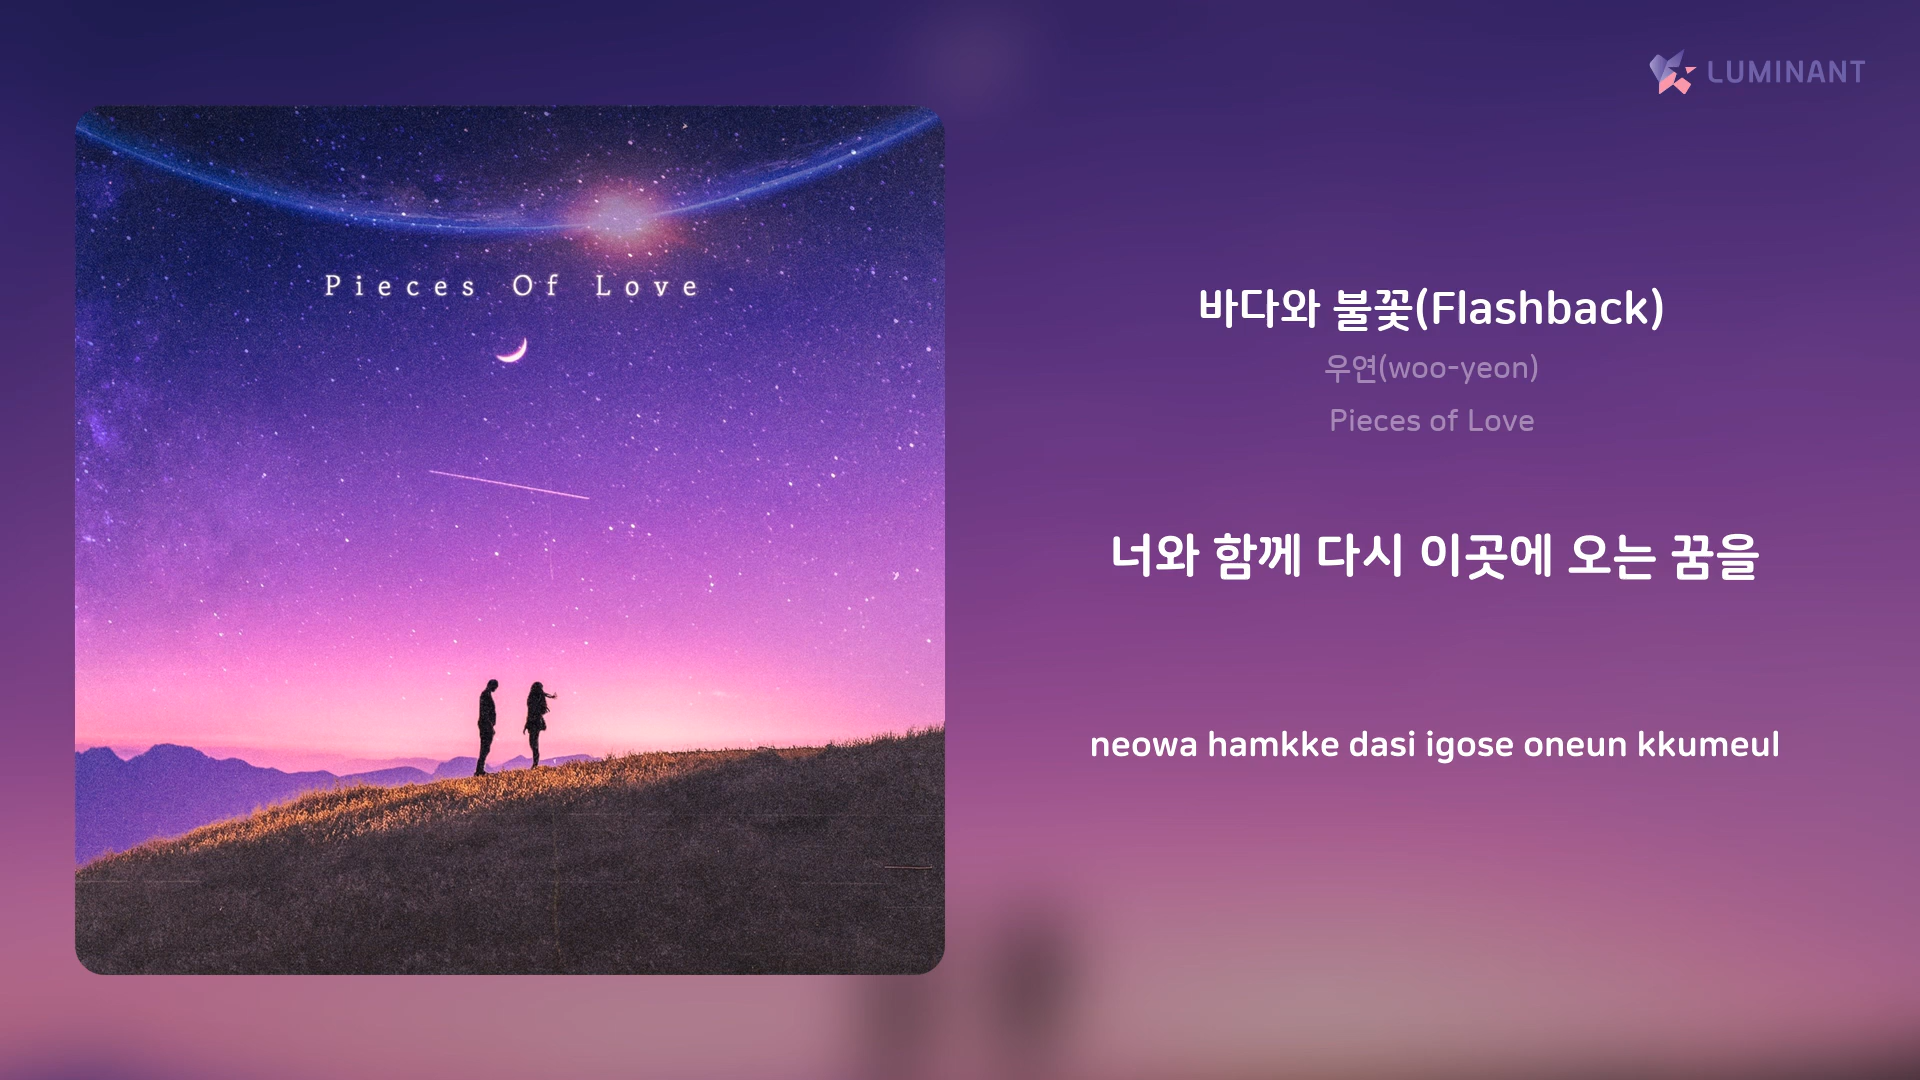 LUMINANT
Pieces Of Love
바다와 불꽃(Flashback)
우연(woo-yeon)
Pieces of Love
너와 함께 다시 이곳에 오는 꿈을
neowa hamkke dasi igose oneun kkumeul